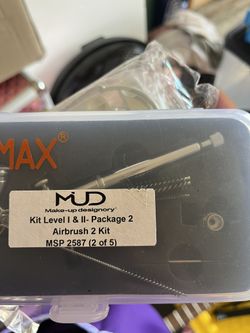 MAX®
MUD
Make-up designory®
Kit Level I & II- Package 2
Airbrush 2 Kit
MSP 2587 (2 of 5)